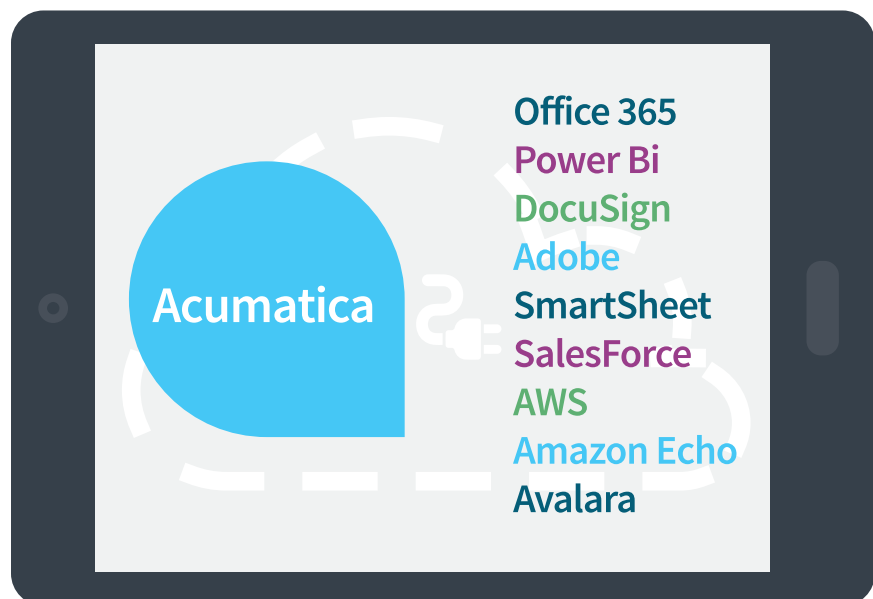 Acumatica
Office 365
Power Bi
DocuSign
Adobe
SmartSheet
SalesForce
AWS
Amazon Echo
Avalara